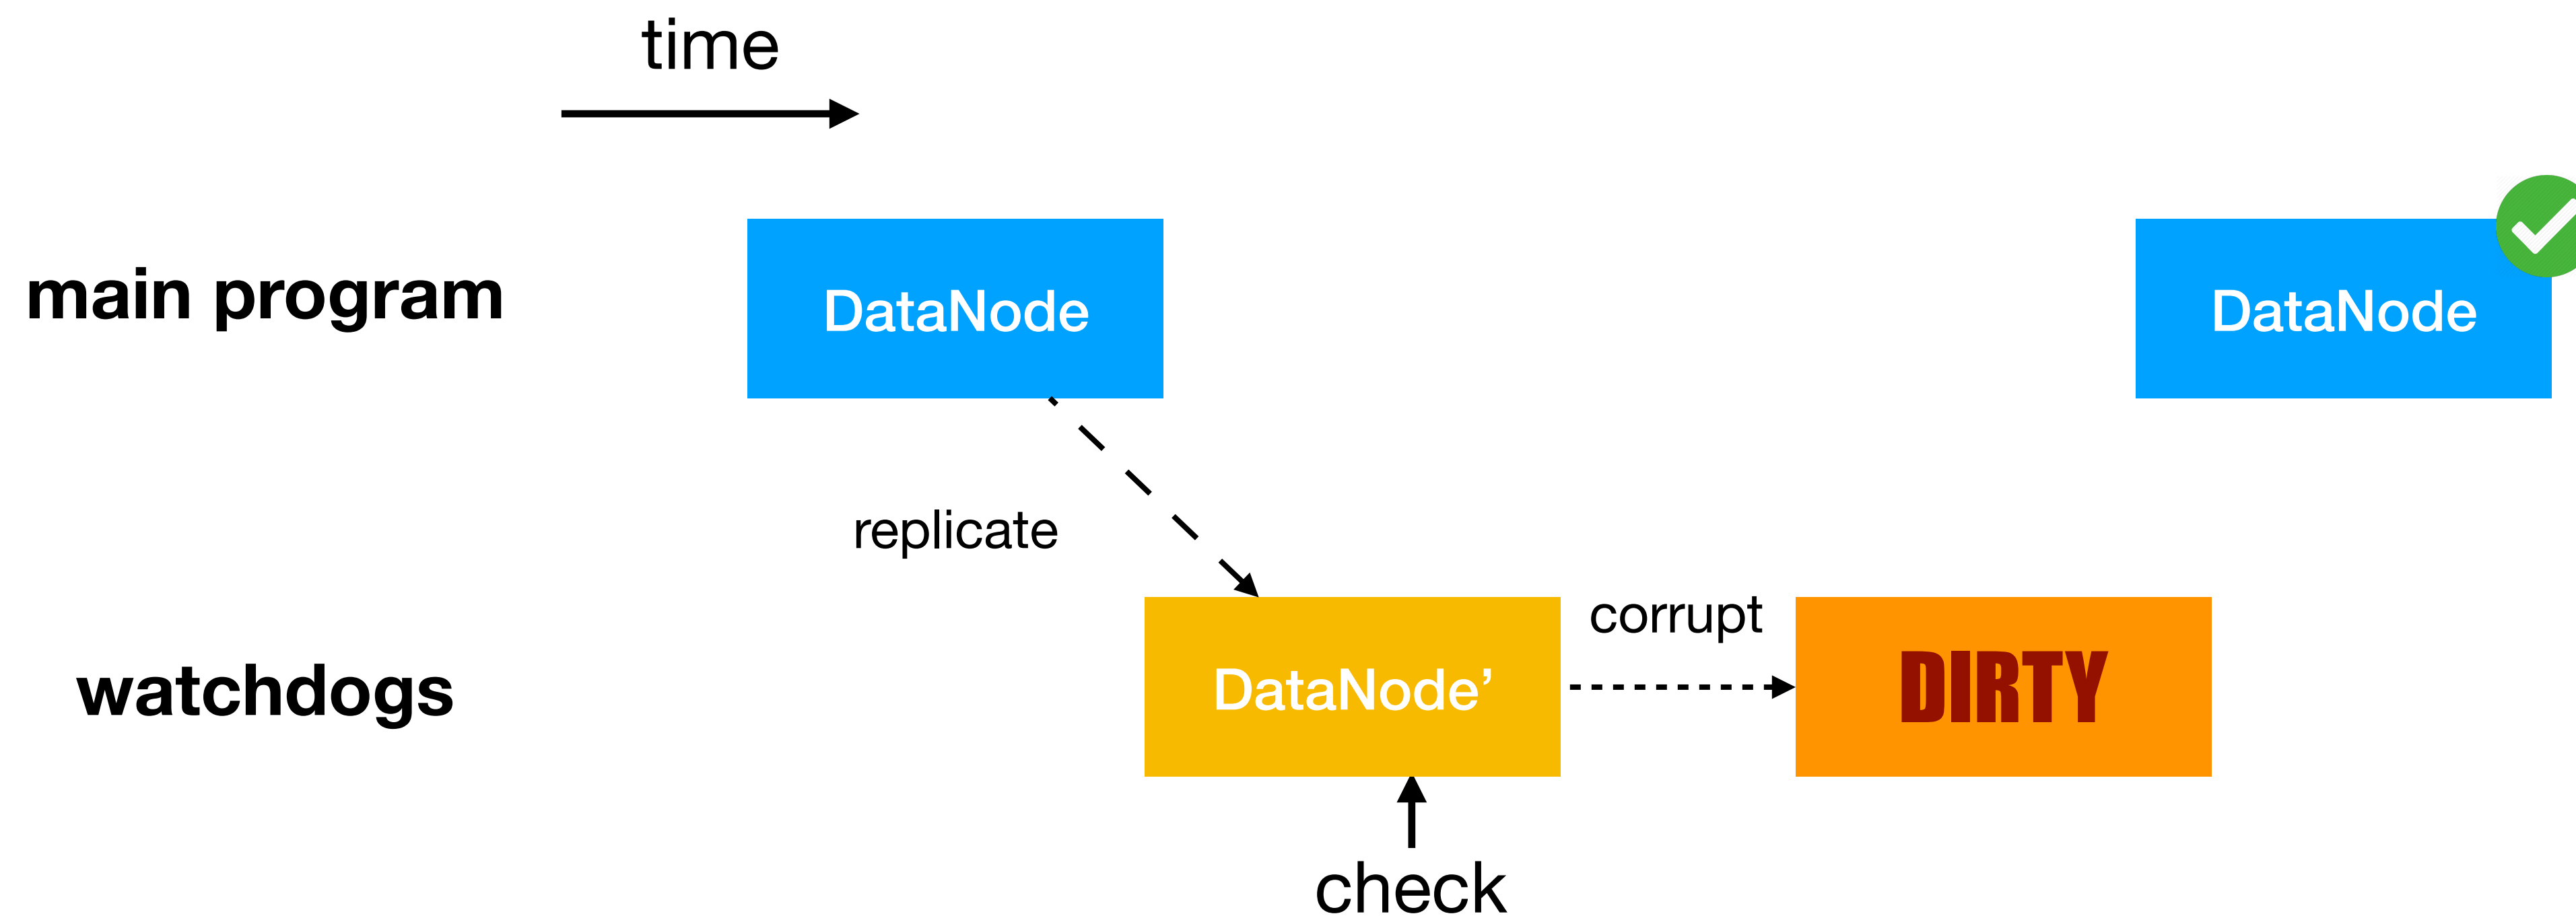 time
main program
DataNode
DataNode
replicate
corrupt
watchdogs
DataNode’
DIRTY
check